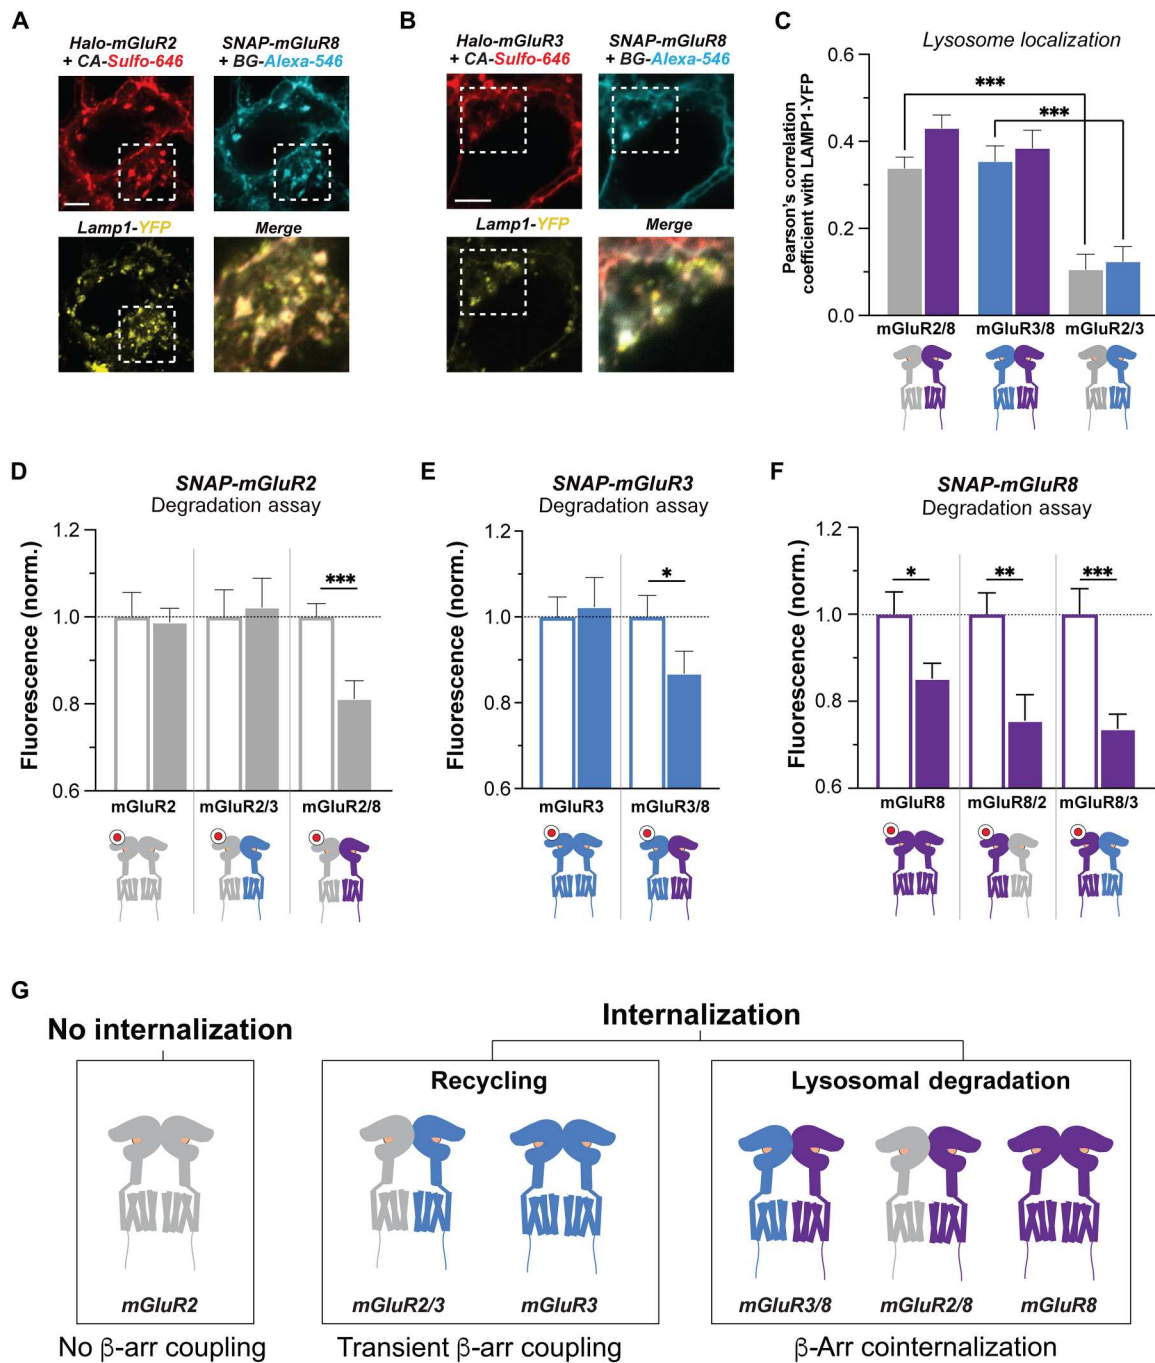 A
Halo-mGluR2
+ CA-Sulfo-646
SNAP-mGluR8
+ BG-Alexa-546
Lamp1-YFP
Merge
B
Halo-mGluR3
+ CA-Sulfo-646
SNAP-mGluR8
+ BG-Alexa-546
Lamp1-YFP
Merge
C
Lysosome localization
Pearson's correlation
coefficient with LAMP1-YFP
0.6
0.4
0.2
0.0
***
***
mGluR2/8
mGluR3/8
mGluR2/3
D
SNAP-mGluR2
Degradation assay
Fluorescence (norm.)
1.2
1.0
0.8
0.6
***
mGluR2
mGluR2/3
mGluR2/8
E
SNAP-mGluR3
Degradation assay
Fluorescence (norm.)
1.2
1.0
0.8
0.6
*
mGluR3
mGluR3/8
F
SNAP-mGluR8
Degradation assay
Fluorescence (norm.)
1.2
1.0
0.8
0.6
*
**
***
mGluR8
mGluR8/2
mGluR8/3
G
No internalization
Internalization
Recycling
Lysosomal degradation
mGluR2
mGluR2/3
mGluR3
mGluR3/8
mGluR2/8
mGluR8
No β-arr coupling
Transient β-arr coupling
β-Arr cointernalization